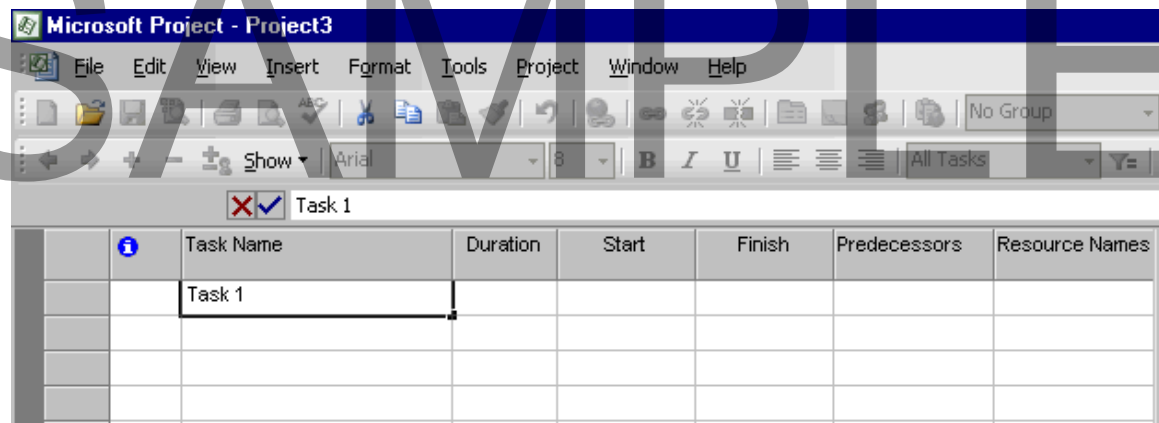 SAMPLE
Microsoft Project - Project3
File Edit View Insert Format Tools Project Window Help
ABC No Group
Show Arial 8 B I U All Tasks
Task 1
Task Name Duration Start Finish Predecessors Resource Names
Task 1